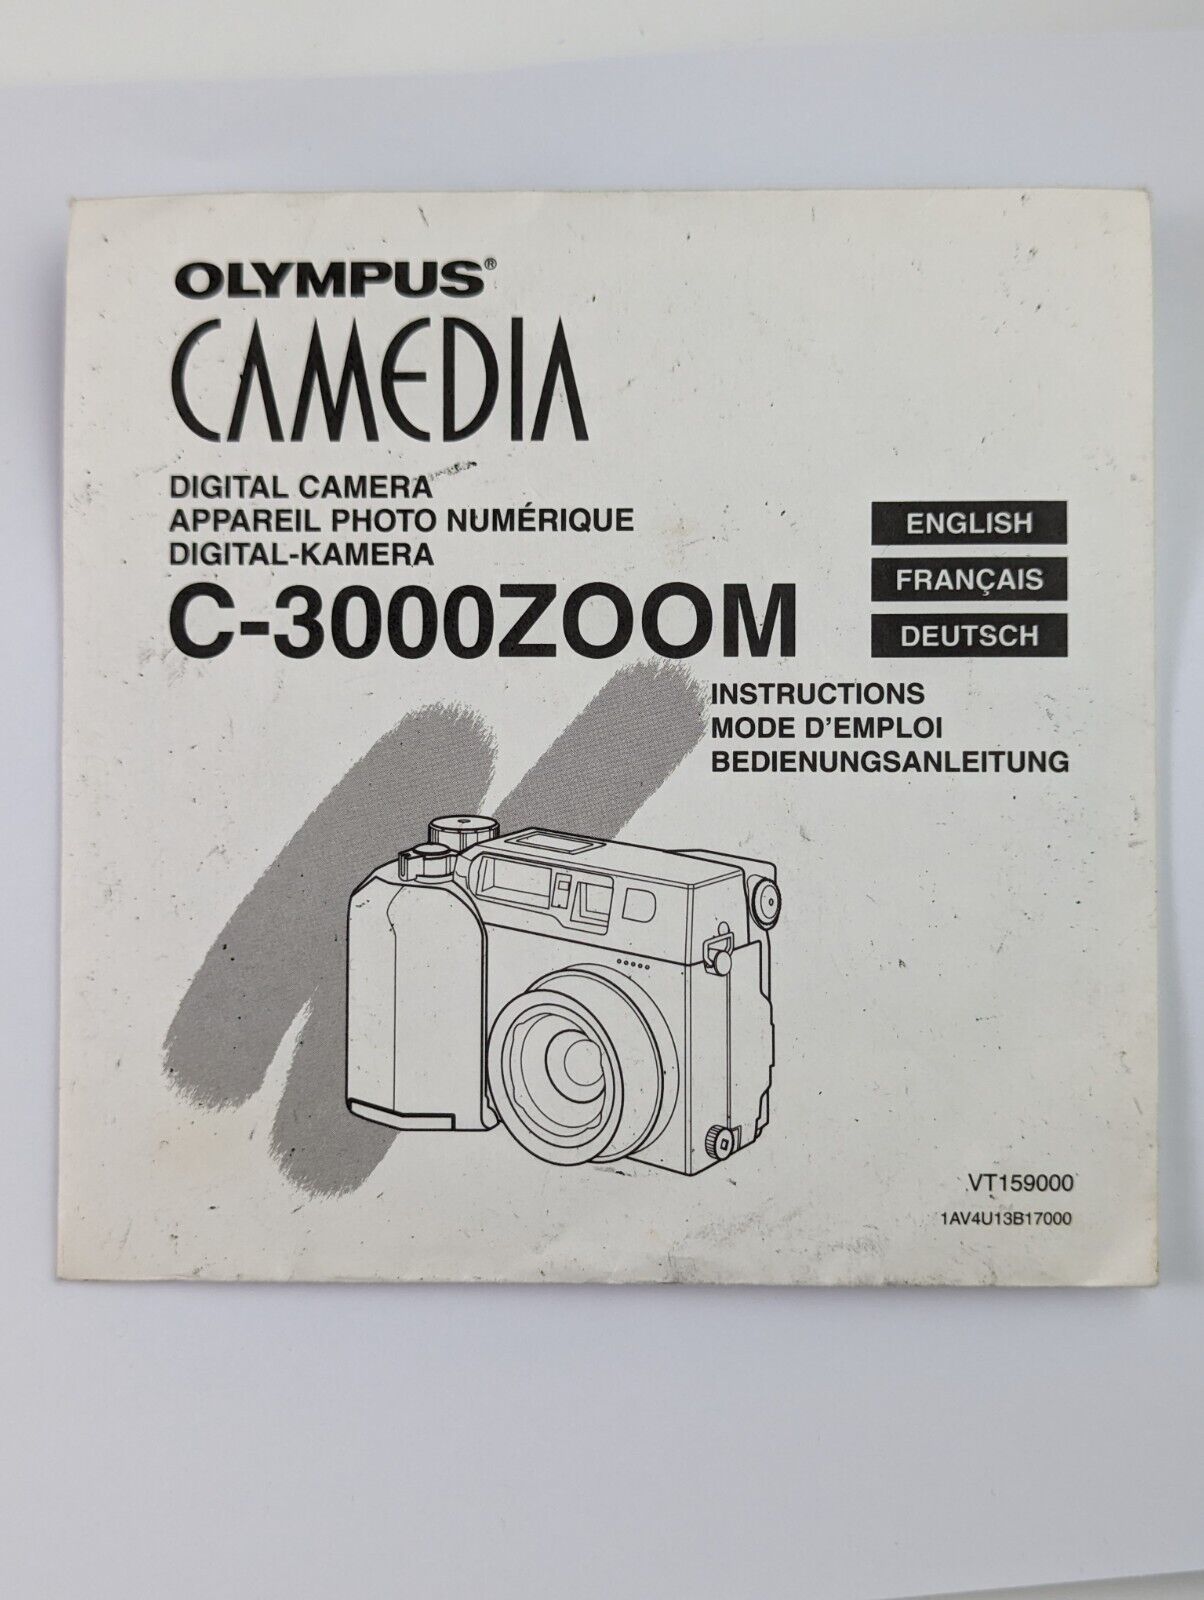 OLYMPUS®
CAMEDIA
DIGITAL CAMERA
APPAREIL PHOTO NUMÉRIQUE
DIGITAL-KAMERA
C-3000ZOOM
ENGLISH
FRANÇAIS
DEUTSCH
INSTRUCTIONS
MODE D'EMPLOI
BEDIENUNGSANLEITUNG
VT159000
1AV4U13B17000